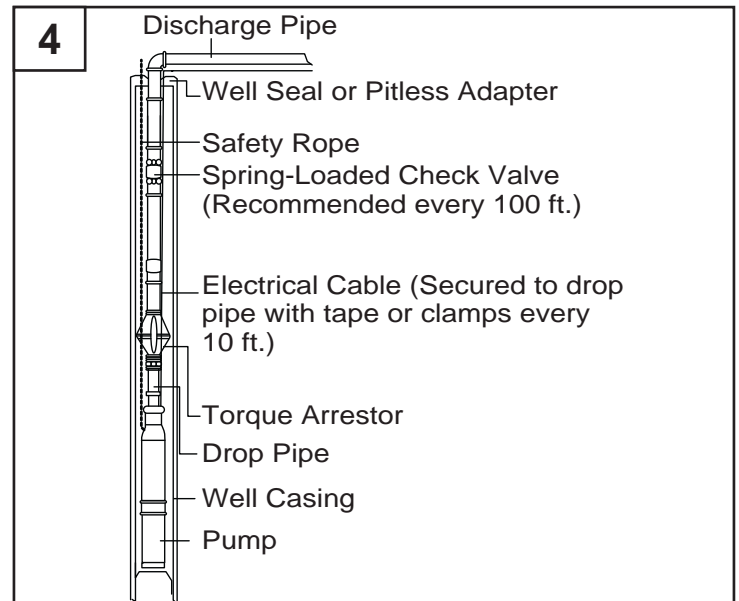 4
Discharge Pipe
Well Seal or Pitless Adapter
Safety Rope
Spring-Loaded Check Valve
(Recommended every 100 ft.)
Electrical Cable (Secured to drop
pipe with tape or clamps every
10 ft.)
Torque Arrestor
Drop Pipe
Well Casing
Pump